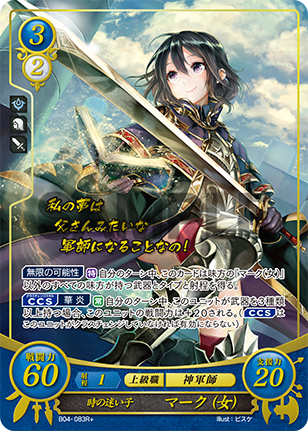 3
2
私の夢は
父さんみたいな
軍師になることなの!
無限の可能性 特 自分のターン中、このカードは味方の「マーク(女)」
以外のすべての味方が持つ武器とタイプと射程を得る。
CCS 華炎 常 自分のターン中、このユニットが武器を3種類
以上持つ場合、このユニットの戦闘力は+20される。( CCS は
このユニットがクラスチェンジしていなければ有効にならない)
戦闘力
60
射程 1 上級職 神軍師
支援力
20
時の迷い子 マーク(女)
B04-083R+
Illust:ビスケ